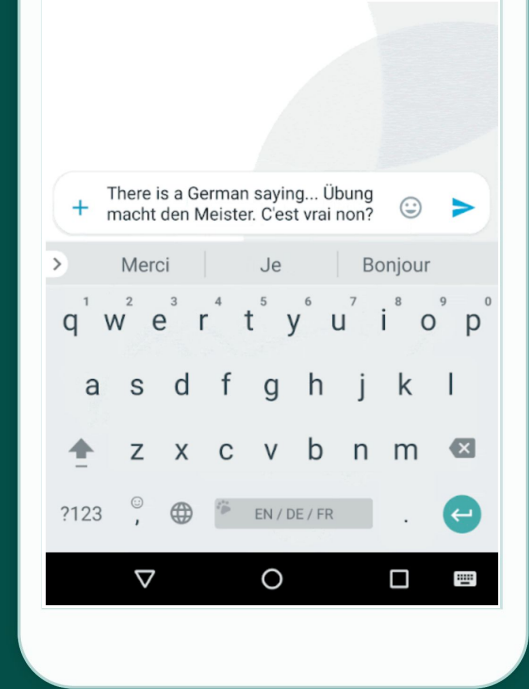 There is a German saying... Übung
macht den Meister. C'est vrai non?
Merci Je Bonjour
1 2 3 4 5 6 7 8 9 0
q w e r t y u i o p
a s d f g h j k l
z x c v b n m
?123 , EN / DE / FR .